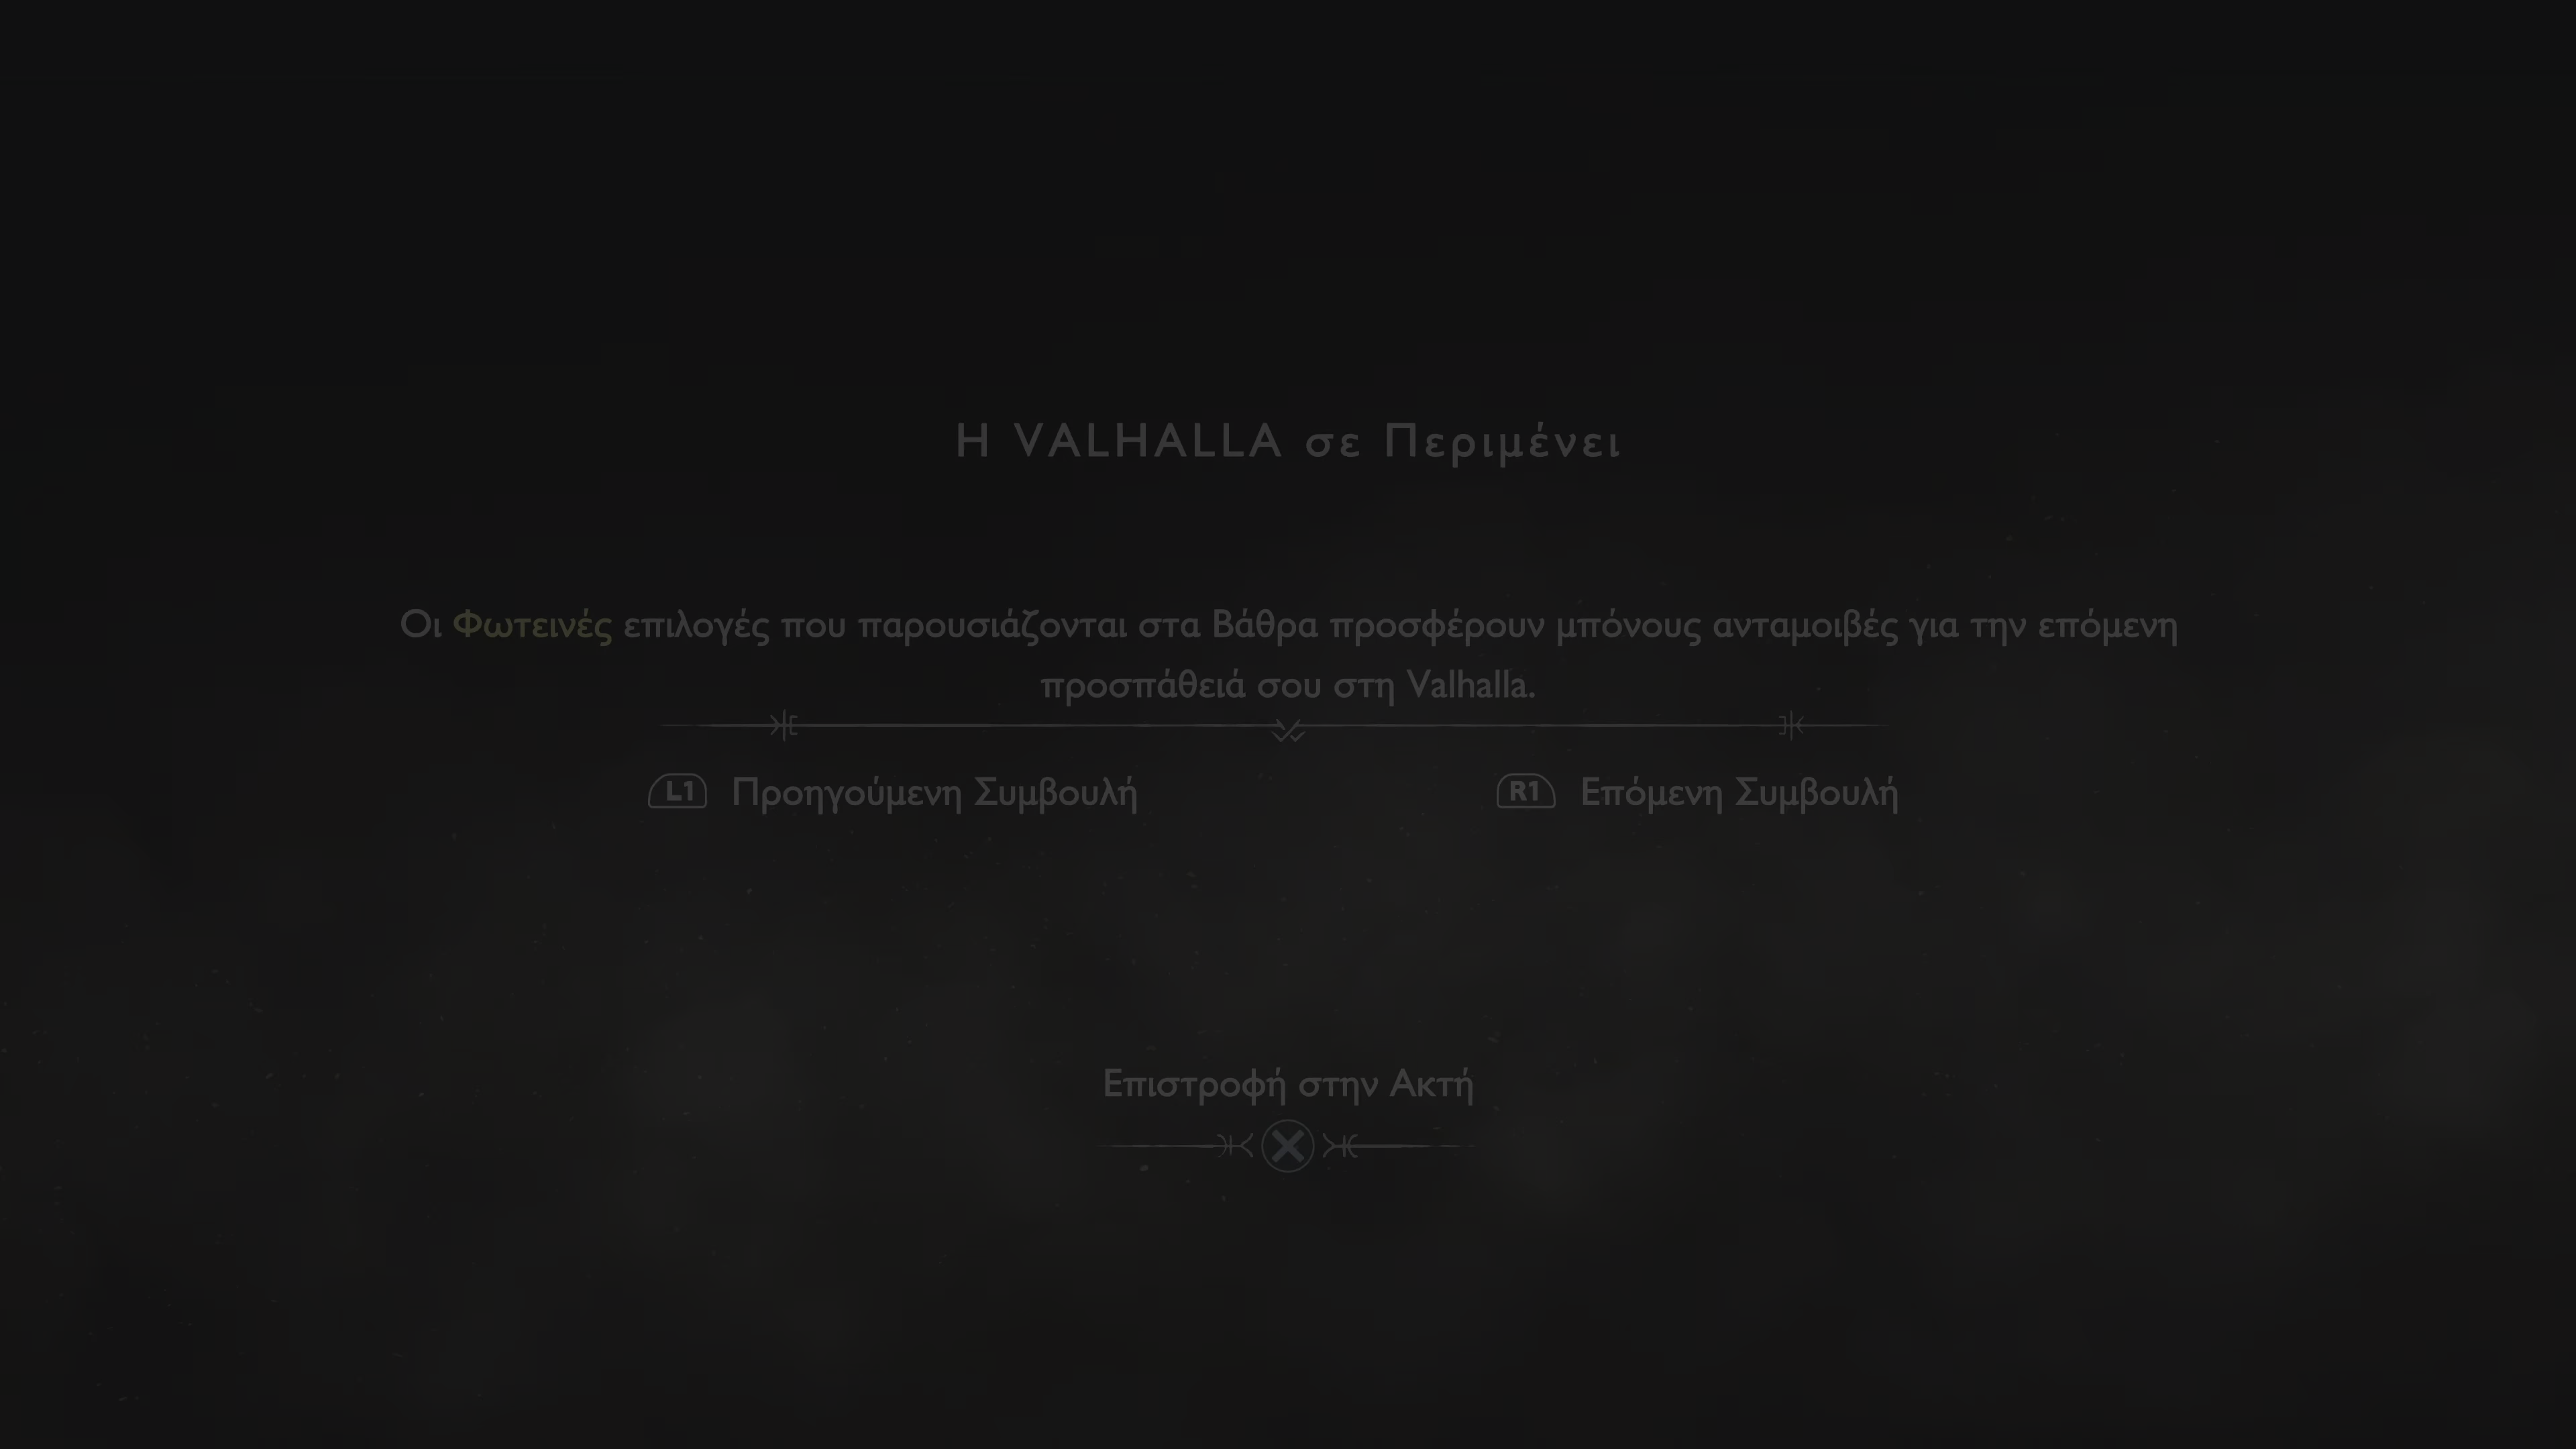 Η VALHALLA σε Περιμένει
Οι Φωτεινές επιλογές που παρουσιάζονται στα Βάθρα προσφέρουν μπόνους ανταμοιβές για την επόμενη
προσπάθειά σου στη Valhalla.
L1 Προηγούμενη Συμβουλή
R1 Επόμενη Συμβουλή
Επιστροφή στην Ακτή